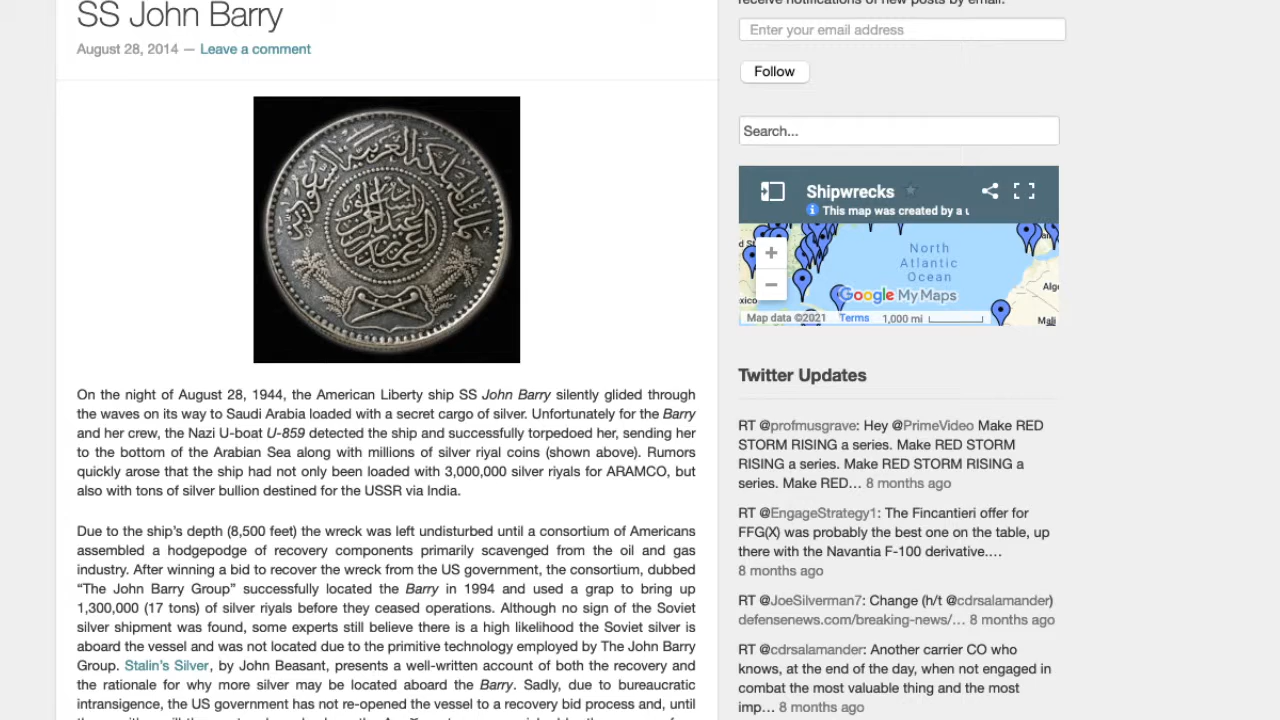 SS John Barry
August 28, 2014 — Leave a comment
On the night of August 28, 1944, the American Liberty ship SS John Barry silently glided through
the waves on its way to Saudi Arabia loaded with a secret cargo of silver. Unfortunately for the Barry
and her crew, the Nazi U-boat U-859 detected the ship and successfully torpedoed her, sending her
to the bottom of the Arabian Sea along with millions of silver riyal coins (shown above). Rumors
quickly arose that the ship had not only been loaded with 3,000,000 silver riyals for ARAMCO, but
also with tons of silver bullion destined for the USSR via India.
Due to the ship's depth (8,500 feet) the wreck was left undisturbed until a consortium of Americans
assembled a hodgepodge of recovery components primarily scavenged from the oil and gas
industry. After winning a bid to recover the wreck from the US government, the consortium, dubbed
“The John Barry Group” successfully located the Barry in 1994 and used a grap to bring up
1,300,000 (17 tons) of silver riyals before they ceased operations. Although no sign of the Soviet
silver shipment was found, some experts still believe there is a high likelihood the Soviet silver is
aboard the vessel and was not located due to the primitive technology employed by The John Barry
Group. Stalin's Silver, by John Beasant, presents a well-written account of both the recovery and
the rationale for why more silver may be located aboard the Barry. Sadly, due to bureaucratic
intransigence, the US government has not re-opened the vessel to a recovery bid process and, until
receive notifications of new posts by email.
Enter your email address
Follow
Search...
Shipwrecks
This map was created by a u
North
Atlantic
Ocean
Alge
xico
Google My Maps
Map data ©2021 Terms 1,000 mi
Mali
Twitter Updates
RT @profmusgrave: Hey @PrimeVideo Make RED
STORM RISING a series. Make RED STORM
RISING a series. Make RED STORM RISING a
series. Make RED… 8 months ago
RT @EngageStrategy1: The Fincantieri offer for
FFG(X) was probably the best one on the table, up
there with the Navantia F-100 derivative.…
8 months ago
RT @JoeSilverman7: Change (h/t @cdrsalamander)
defensenews.com/breaking-news/… 8 months ago
RT @cdrsalamander: Another carrier CO who
knows, at the end of the day, when not engaged in
combat the most valuable thing and the most
imp… 8 months ago